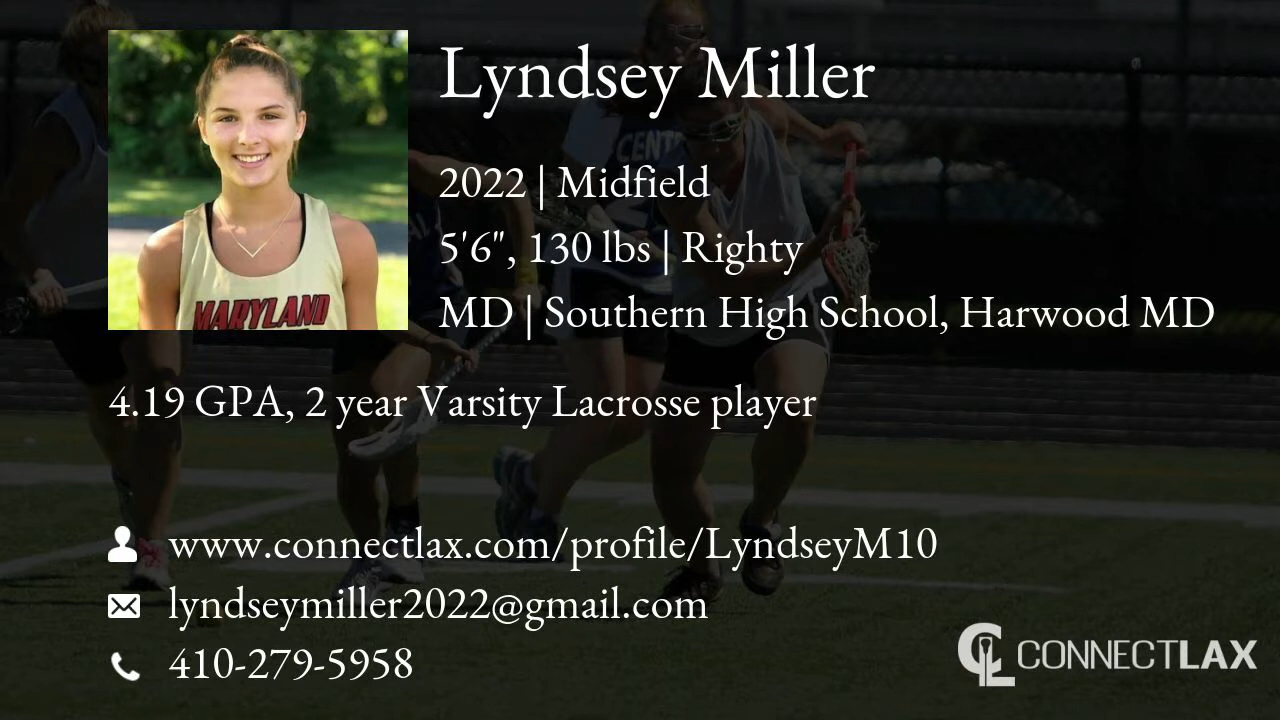 Lyndsey Miller
2022 | Midfield
5'6", 130 lbs | Righty
MD | Southern High School, Harwood MD
MARYLAND
4.19 GPA, 2 year Varsity Lacrosse player
www.connectlax.com/profile/LyndseyM10
lyndseymiller2022@gmail.com
410-279-5958
CONNECTLAX